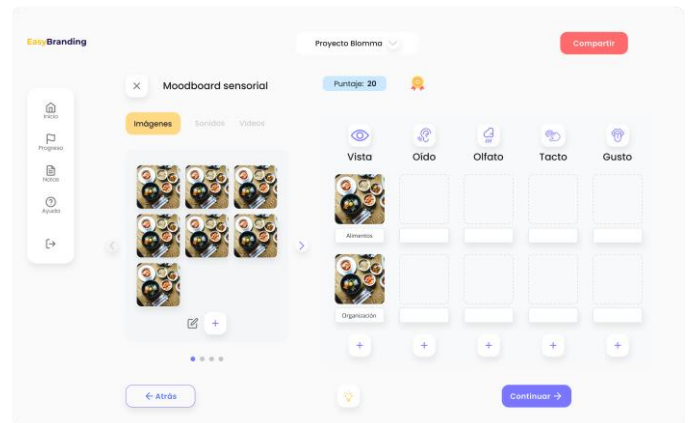 EasyBranding
Proyecto Blomma
Compartir
Moodboard sensorial
Puntaje: 20
Inicio
Progreso
Notas
Ayuda
Imágenes
Sonidos
Videos
Vista
Oído
Olfato
Tacto
Gusto
Alimentos
Organización
+
+
+
+
+
+
← Atrás
Continuar →